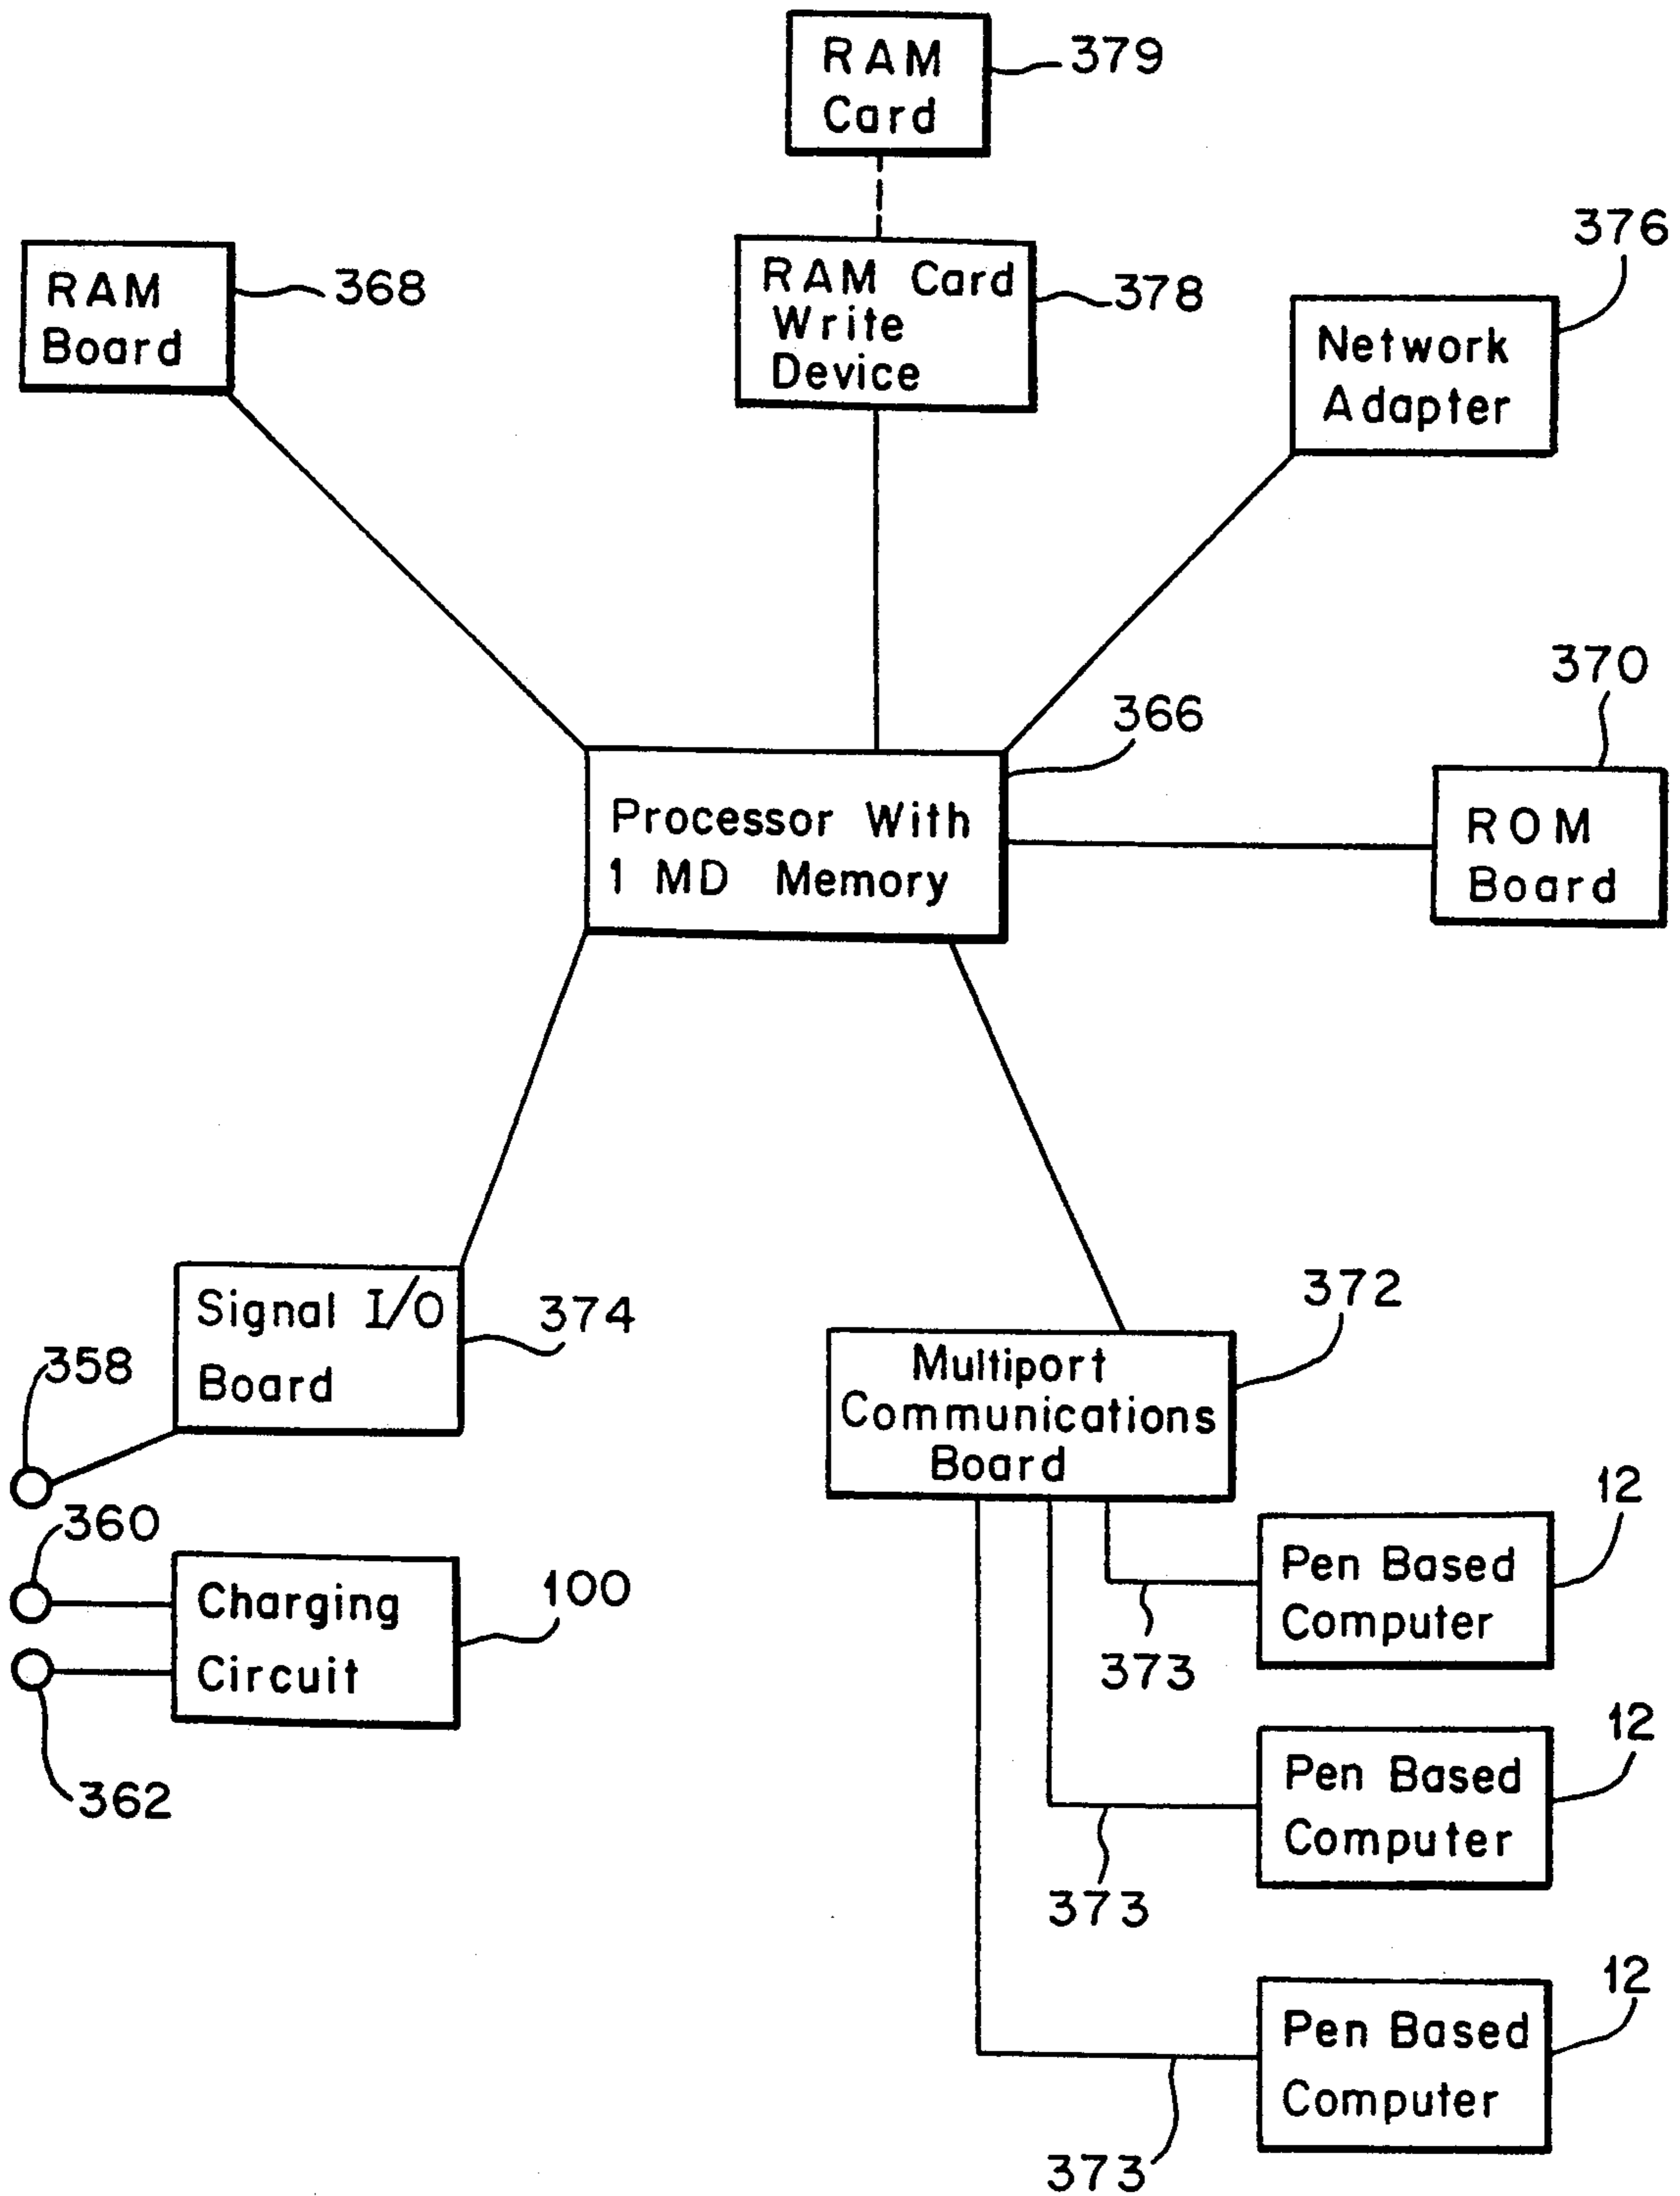 RAM
Card
379
RAM Card
Write
Device
378
376
Network
Adapter
RAM
Board
368
370
ROM
Board
366
Processor With
1 MD Memory
Signal I/O
Board
374
358
360
Charging
Circuit
100
362
372
Multiport
Communications
Board
12
Pen Based
Computer
373
12
Pen Based
Computer
373
12
Pen Based
Computer
373